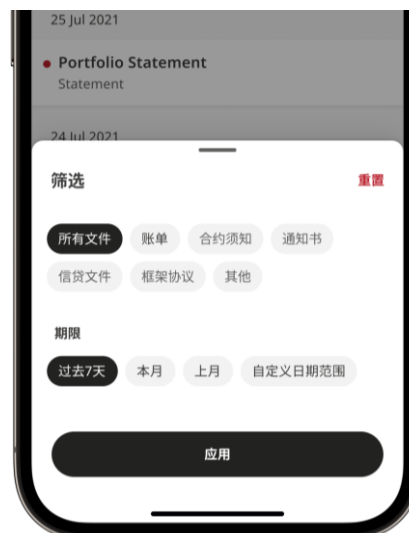 25 Jul 2021
Portfolio Statement
Statement
24 Jul 2021
筛选
重置
所有文件 账单 合约须知 通知书
信贷文件 框架协议 其他
期限
过去7天 本月 上月 自定义日期范围
应用